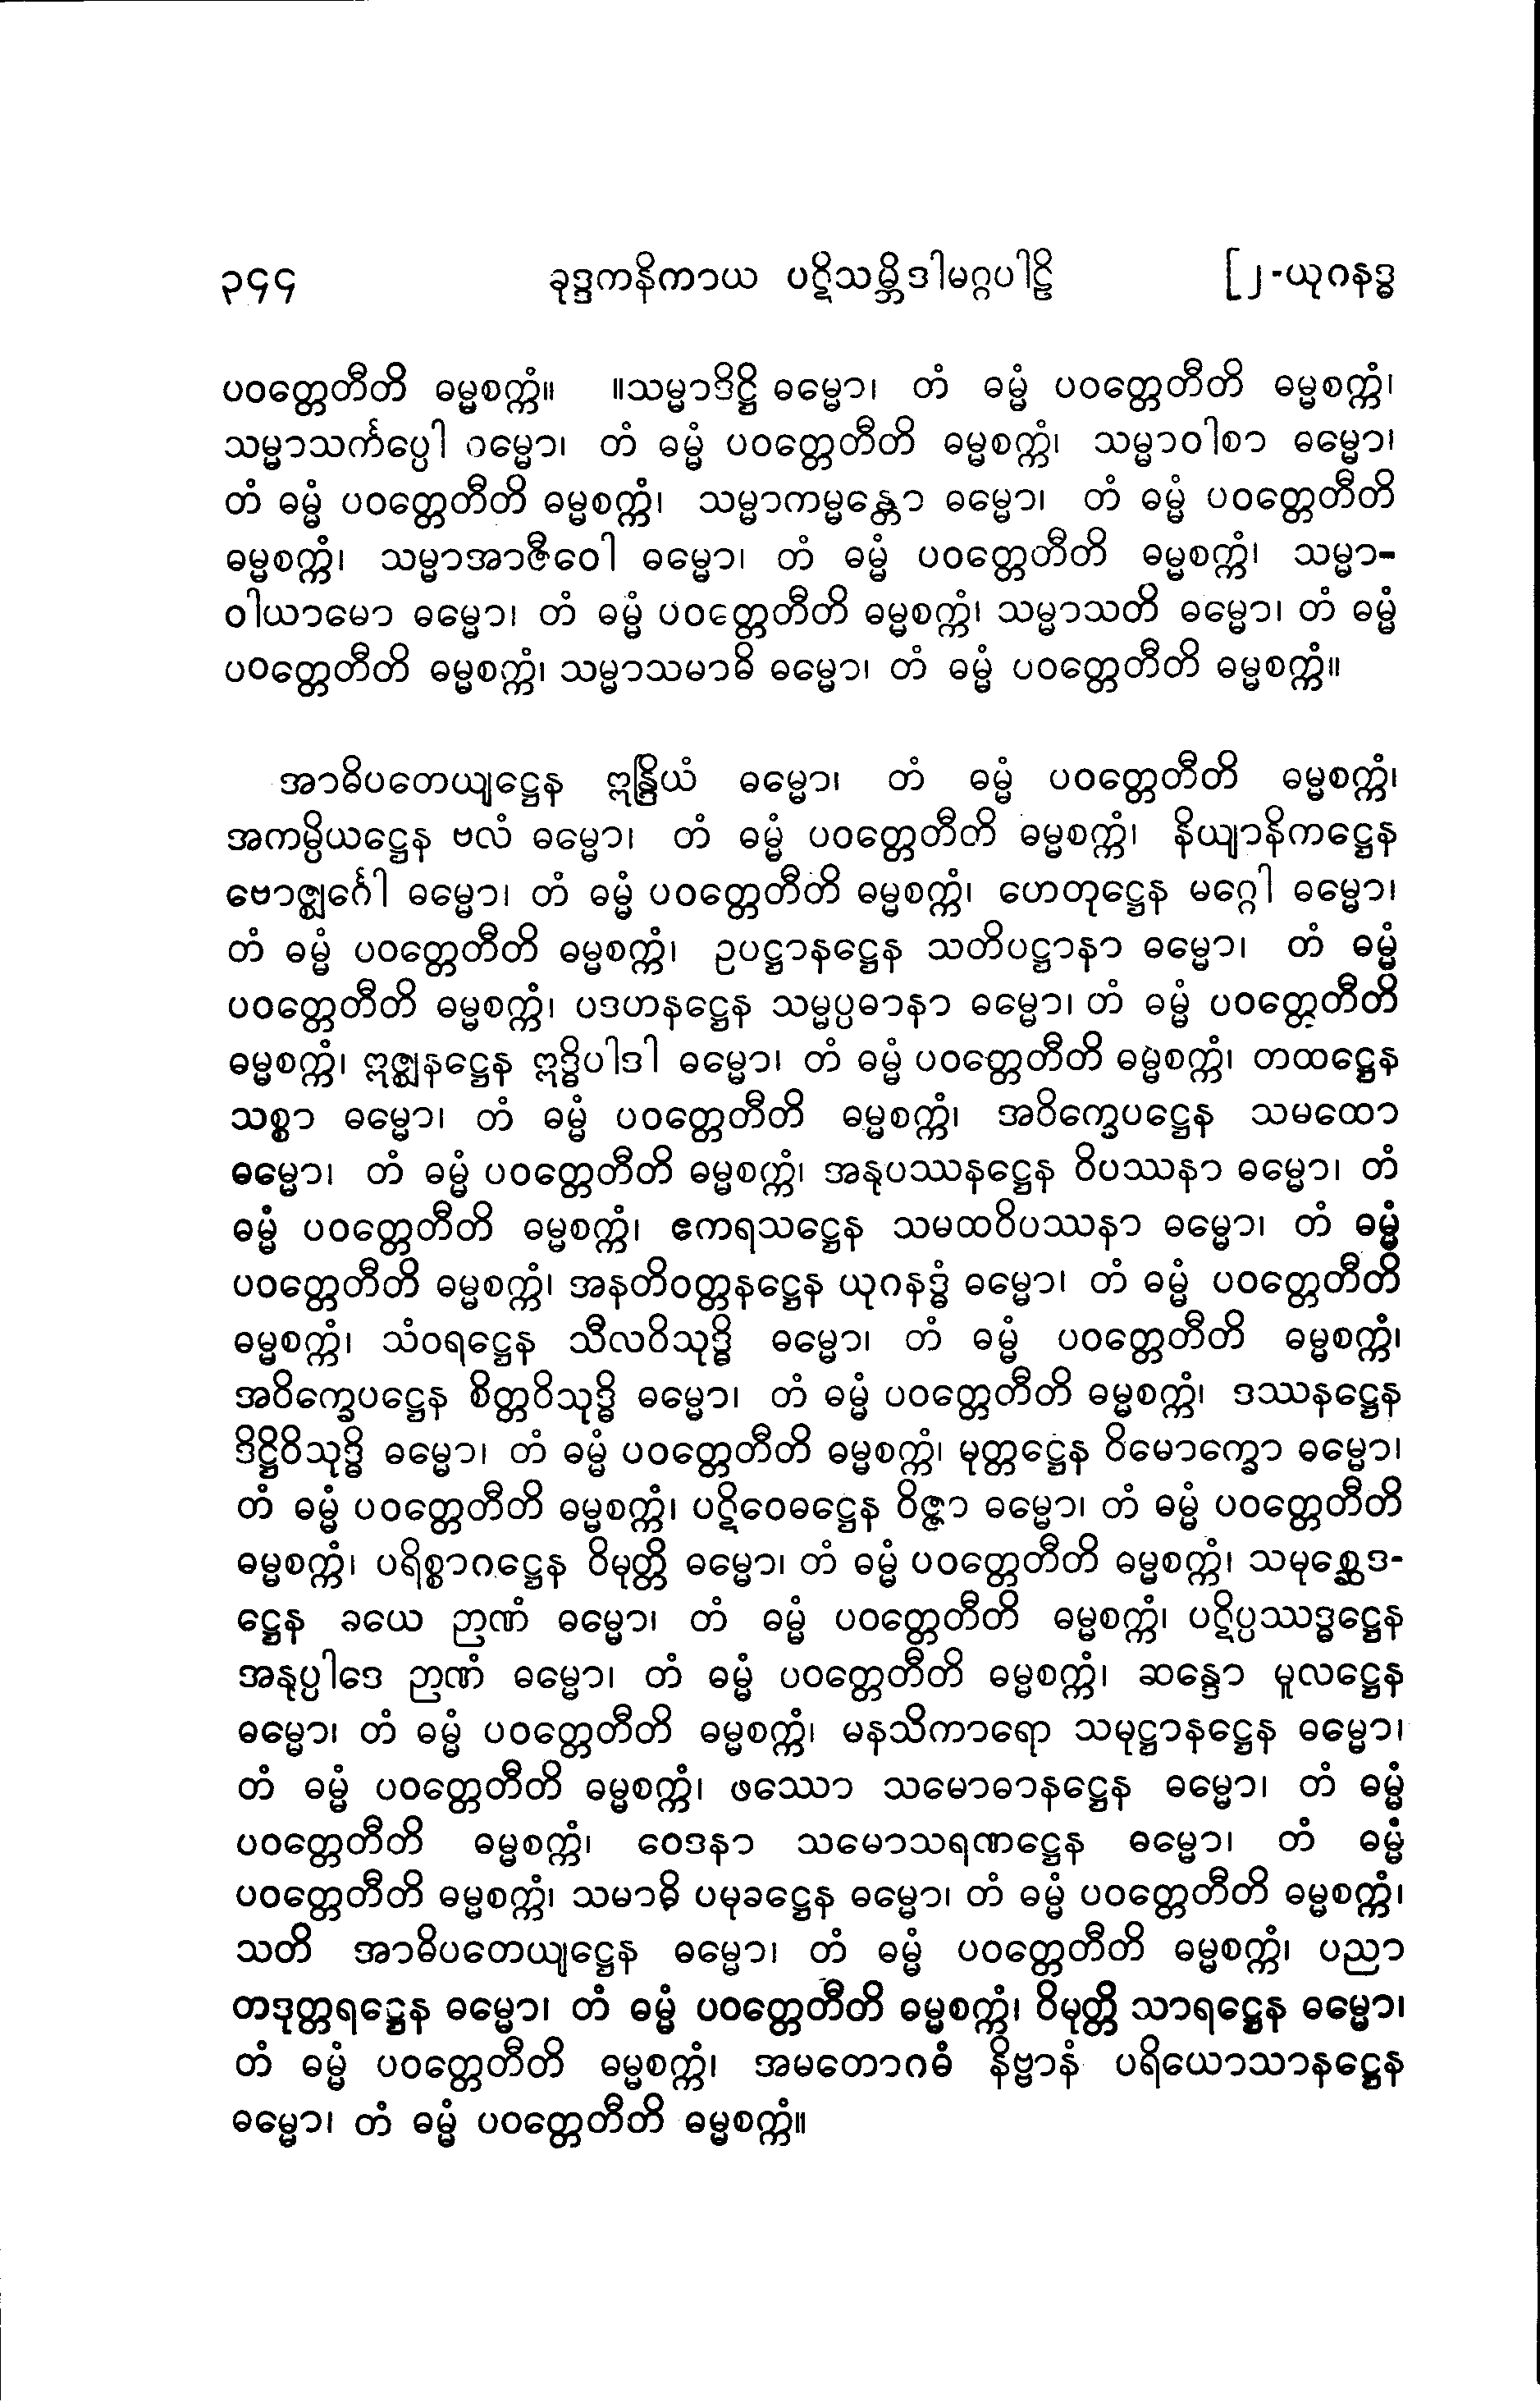 ၃၄၄ ခုဒ္ဒကနိကာယ ပဋိသမ္ဘိဒါမဂ္ဂပါဠိ [၂-ယုဂနဒ္ဓ
ပဝတ္တေတီတိ ဓမ္မစက္ကံ။ ။သမ္မာဒိဋ္ဌိ ဓမ္မော၊ တံ ဓမ္မံ ပဝတ္တေတီတိ ဓမ္မစက္ကံ၊
သမ္မာသင်္ကပ္ပေါ ဓမ္မော၊ တံ ဓမ္မံ ပဝတ္တေတီတိ ဓမ္မစက္ကံ၊ သမ္မာဝါစာ ဓမ္မော၊
တံ ဓမ္မံ ပဝတ္တေတီတိ ဓမ္မစက္ကံ၊ သမ္မာကမ္မန္တော ဓမ္မော၊ တံ ဓမ္မံ ပဝတ္တေတီတိ
ဓမ္မစက္ကံ၊ သမ္မာအာဇီဝေါ ဓမ္မော၊ တံ ဓမ္မံ ပဝတ္တေတီတိ ဓမ္မစက္ကံ၊ သမ္မာ-
ဝါယာမော ဓမ္မော၊ တံ ဓမ္မံ ပဝတ္တေတီတိ ဓမ္မစက္ကံ၊ သမ္မာသတိ ဓမ္မော၊ တံ ဓမ္မံ
ပဝတ္တေတီတိ ဓမ္မစက္ကံ၊ သမ္မာသမာဓိ ဓမ္မော၊ တံ ဓမ္မံ ပဝတ္တေတီတိ ဓမ္မစက္ကံ။
အာဓိပတေယျဋ္ဌေန ဣန္ဒြိယံ ဓမ္မော၊ တံ ဓမ္မံ ပဝတ္တေတီတိ ဓမ္မစက္ကံ၊
အကမ္ပိယဋ္ဌေန ဗလံ ဓမ္မော၊ တံ ဓမ္မံ ပဝတ္တေတီတိ ဓမ္မစက္ကံ၊ နိယျာနိကဋ္ဌေန
ဗောဇ္ဈင်္ဂေါ ဓမ္မော၊ တံ ဓမ္မံ ပဝတ္တေတီတိ ဓမ္မစက္ကံ၊ ဟေတုဋ္ဌေန မဂ္ဂေါ ဓမ္မော၊
တံ ဓမ္မံ ပဝတ္တေတီတိ ဓမ္မစက္ကံ၊ ဥပဋ္ဌာနဋ္ဌေန သတိပဋ္ဌာနာ ဓမ္မော၊ တံ ဓမ္မံ
ပဝတ္တေတီတိ ဓမ္မစက္ကံ၊ ပဒဟနဋ္ဌေန သမ္မပ္ပဓာနာ ဓမ္မော၊ တံ ဓမ္မံ ပဝတ္တေတီတိ
ဓမ္မစက္ကံ၊ ဣဇ္ဈနဋ္ဌေန ဣဒ္ဓိပါဒါ ဓမ္မော၊ တံ ဓမ္မံ ပဝတ္တေတီတိ ဓမ္မစက္ကံ၊ တထဋ္ဌေန
သစ္စာ ဓမ္မော၊ တံ ဓမ္မံ ပဝတ္တေတီတိ ဓမ္မစက္ကံ၊ အဝိက္ခေပဋ္ဌေန သမထော
ဓမ္မော၊ တံ ဓမ္မံ ပဝတ္တေတီတိ ဓမ္မစက္ကံ၊ အနုပဿနဋ္ဌေန ဝိပဿနာ ဓမ္မော၊ တံ
ဓမ္မံ ပဝတ္တေတီတိ ဓမ္မစက္ကံ၊ ဧကရသဋ္ဌေန သမထဝိပဿနာ ဓမ္မော၊ တံ ဓမ္မံ
ပဝတ္တေတီတိ ဓမ္မစက္ကံ၊ အနတိဝတ္တနဋ္ဌေန ယုဂနဒ္ဓံ ဓမ္မော၊ တံ ဓမ္မံ ပဝတ္တေတီတိ
ဓမ္မစက္ကံ၊ သံဝရဋ္ဌေန သီလဝိသုဒ္ဓိ ဓမ္မော၊ တံ ဓမ္မံ ပဝတ္တေတီတိ ဓမ္မစက္ကံ၊
အဝိက္ခေပဋ္ဌေန စိတ္တဝိသုဒ္ဓိ ဓမ္မော၊ တံ ဓမ္မံ ပဝတ္တေတီတိ ဓမ္မစက္ကံ၊ ဒဿနဋ္ဌေန
ဒိဋ္ဌိဝိသုဒ္ဓိ ဓမ္မော၊ တံ ဓမ္မံ ပဝတ္တေတီတိ ဓမ္မစက္ကံ၊ မုတ္တဋ္ဌေန ဝိမောက္ခော ဓမ္မော၊
တံ ဓမ္မံ ပဝတ္တေတီတိ ဓမ္မစက္ကံ၊ ပဋိဝေဓဋ္ဌေန ဝိဇ္ဇာ ဓမ္မော၊ တံ ဓမ္မံ ပဝတ္တေတီတိ
ဓမ္မစက္ကံ၊ ပရိစ္စာဂဋ္ဌေန ဝိမုတ္တိ ဓမ္မော၊ တံ ဓမ္မံ ပဝတ္တေတီတိ ဓမ္မစက္ကံ၊ သမုစ္ဆေဒ-
ဋ္ဌေန ခယေ ဉာဏံ ဓမ္မော၊ တံ ဓမ္မံ ပဝတ္တေတီတိ ဓမ္မစက္ကံ၊ ပဋိပ္ပဿဒ္ဓဋ္ဌေန
အနုပ္ပါဒေ ဉာဏံ ဓမ္မော၊ တံ ဓမ္မံ ပဝတ္တေတီတိ ဓမ္မစက္ကံ၊ ဆန္ဒော မူလဋ္ဌေန
ဓမ္မော၊ တံ ဓမ္မံ ပဝတ္တေတီတိ ဓမ္မစက္ကံ၊ မနသိကာရော သမုဋ္ဌာနဋ္ဌေန ဓမ္မော၊
တံ ဓမ္မံ ပဝတ္တေတီတိ ဓမ္မစက္ကံ၊ ဖဿော သမောဓာနဋ္ဌေန ဓမ္မော၊ တံ ဓမ္မံ
ပဝတ္တေတီတိ ဓမ္မစက္ကံ၊ ဝေဒနာ သမောသရဏဋ္ဌေန ဓမ္မော၊ တံ ဓမ္မံ
ပဝတ္တေတီတိ ဓမ္မစက္ကံ၊ သမာဓိ ပမုခဋ္ဌေန ဓမ္မော၊ တံ ဓမ္မံ ပဝတ္တေတီတိ ဓမ္မစက္ကံ၊
သတိ အာဓိပတေယျဋ္ဌေန ဓမ္မော၊ တံ ဓမ္မံ ပဝတ္တေတီတိ ဓမ္မစက္ကံ၊ ပညာ
တဒုတ္တရဋ္ဌေန ဓမ္မော၊ တံ ဓမ္မံ ပဝတ္တေတီတိ ဓမ္မစက္ကံ၊ ဝိမုတ္တိ သာရဋ္ဌေန ဓမ္မော၊
တံ ဓမ္မံ ပဝတ္တေတီတိ ဓမ္မစက္ကံ၊ အမတောဂဓံ နိဗ္ဗာနံ ပရိယောသာနဋ္ဌေန
ဓမ္မော၊ တံ ဓမ္မံ ပဝတ္တေတီတိ ဓမ္မစက္ကံ။